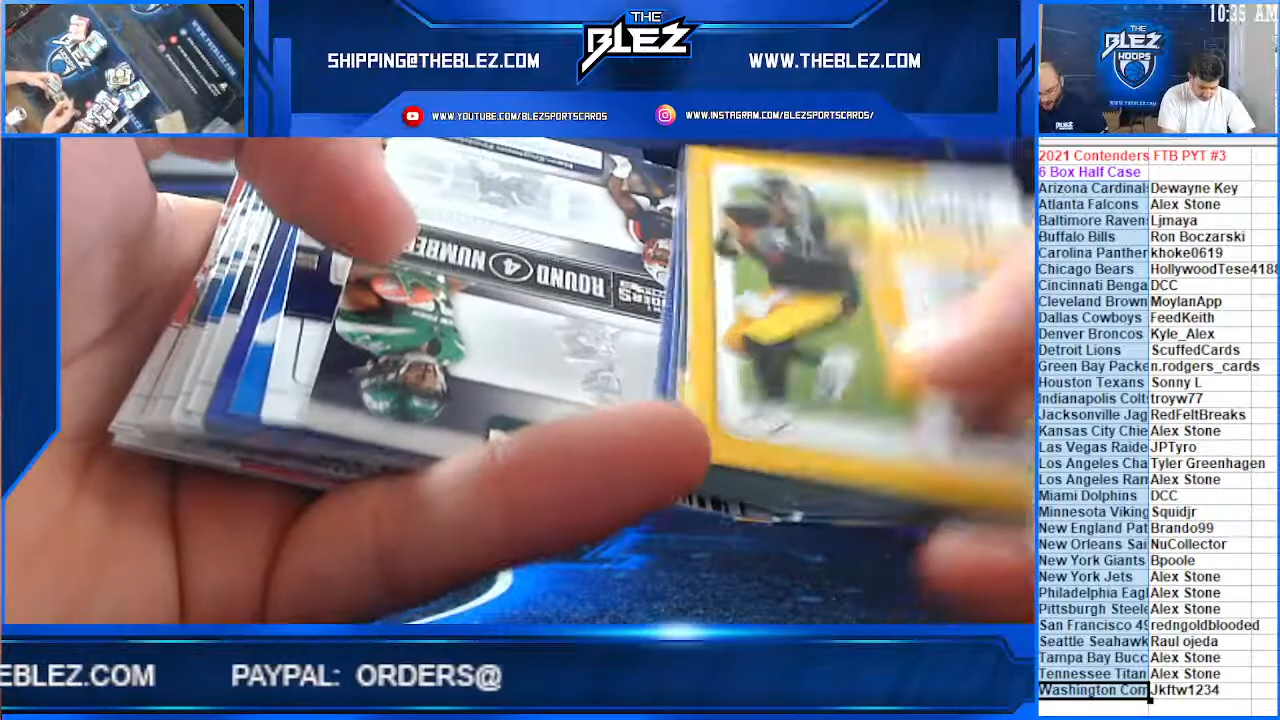 SHIPPING@THEBLEZ.COM
THE
BLEZ
WWW.THEBLEZ.COM
WWW.YOUTUBE.COM/BLEZSPORTSCARDS
WWW.INSTAGRAM.COM/BLEZSPORTSCARDS/
10:35 AM
THE
BLEZ
HOOPS
2021 Contenders FTB PYT #3
6 Box Half Case
Arizona Cardinal Dewayne Key
Atlanta Falcons Alex Stone
Baltimore Raven Ljmaya
Buffalo Bills Ron Boczarski
Carolina Panther khoke0619
Chicago Bears HollywoodTese4188
Cincinnati Benga DCC
Cleveland Brown MoylanApp
Dallas Cowboys FeedKeith
Denver Broncos Kyle_Alex
Detroit Lions ScuffedCards
Green Bay Packe n.rodgers_cards
Houston Texans Sonny L
Indianapolis Colt troyw77
Jacksonville Jag RedFeltBreaks
Kansas City Chie Alex Stone
Las Vegas Raide JPTyro
Los Angeles Cha Tyler Greenhagen
Los Angeles Ram Alex Stone
Miami Dolphins DCC
Minnesota Viking Squidjr
New England Pat Brando99
New Orleans Sai NuCollector
New York Giants Bpoole
New York Jets Alex Stone
Philadelphia Eagl Alex Stone
Pittsburgh Steele Alex Stone
San Francisco 49 redngoldblooded
Seattle Seahawk Raul ojeda
Tampa Bay Bucc Alex Stone
Tennessee Titan Alex Stone
Washington Com Jkftw1234
ROUND 4 NUMBE
EBLEZ.COM PAYPAL: ORDERS@